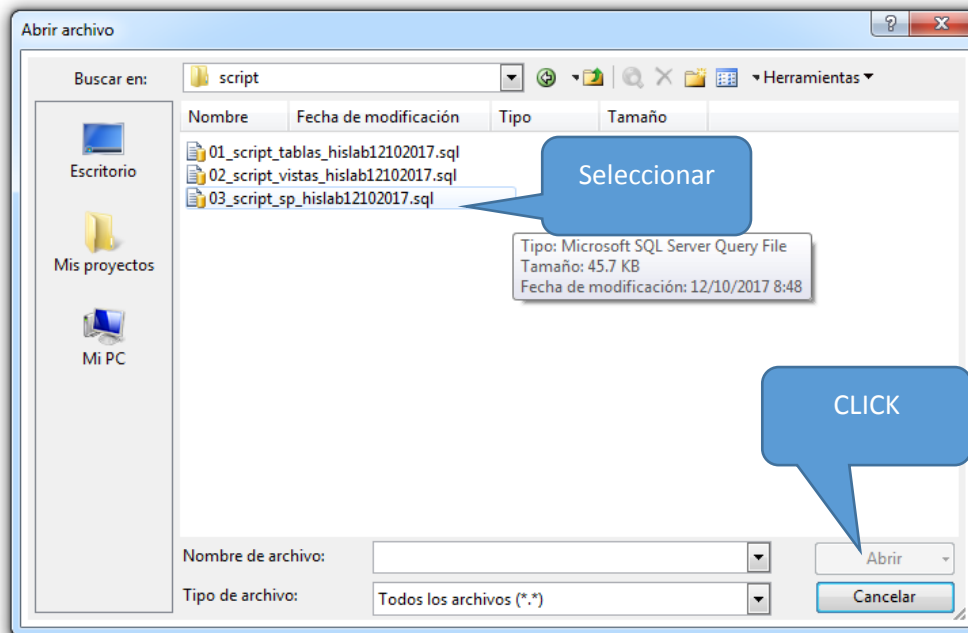 Abrir archivo
Buscar en:
script
Herramientas
Nombre Fecha de modificación Tipo Tamaño
01_script_tablas_hislab12102017.sql
02_script_vistas_hislab12102017.sql
03_script_sp_hislab12102017.sql
Seleccionar
Tipo: Microsoft SQL Server Query File
Tamaño: 45.7 KB
Fecha de modificación: 12/10/2017 8:48
Escritorio
Mis proyectos
Mi PC
CLICK
Nombre de archivo:
Abrir
Tipo de archivo:
Todos los archivos (*.*)
Cancelar